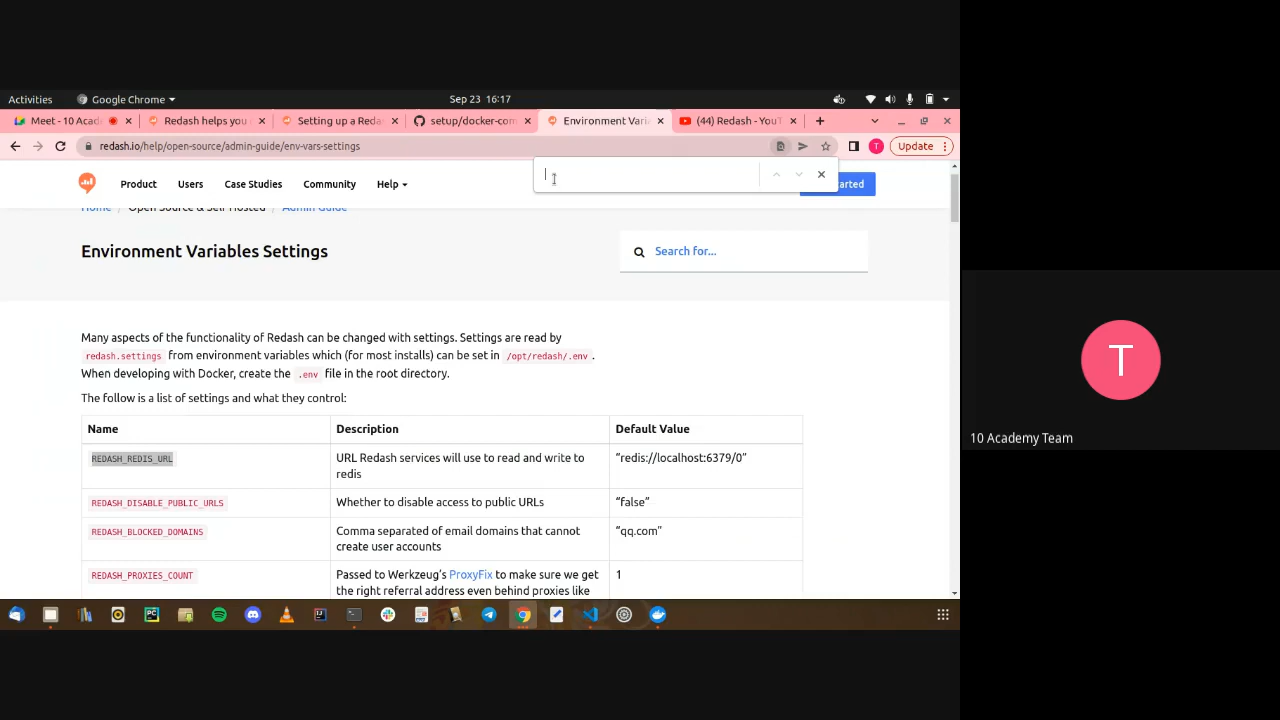 Activities Google Chrome Sep 23 16:17
Meet - 10 Acad Redash helps you Setting up a Reda setup/docker-com Environment Varia (44) Redash - YouT
redash.io/help/open-source/admin-guide/env-vars-settings T Update
Product Users Case Studies Community Help arted
Home / Open Source & Self Hosted / Admin Guide
Environment Variables Settings Search for...
Many aspects of the functionality of Redash can be changed with settings. Settings are read by
redash.settings from environment variables which (for most installs) can be set in /opt/redash/.env .
When developing with Docker, create the .env file in the root directory.
The follow is a list of settings and what they control:
Name Description Default Value
REDASH_REDIS_URL URL Redash services will use to read and write to “redis://localhost:6379/0”
redis
REDASH_DISABLE_PUBLIC_URLS Whether to disable access to public URLs “false”
REDASH_BLOCKED_DOMAINS Comma separated of email domains that cannot “qq.com”
create user accounts
REDASH_PROXIES_COUNT Passed to Werkzeug’s ProxyFix to make sure we get 1
the right referral address even behind proxies like
T
10 Academy Team